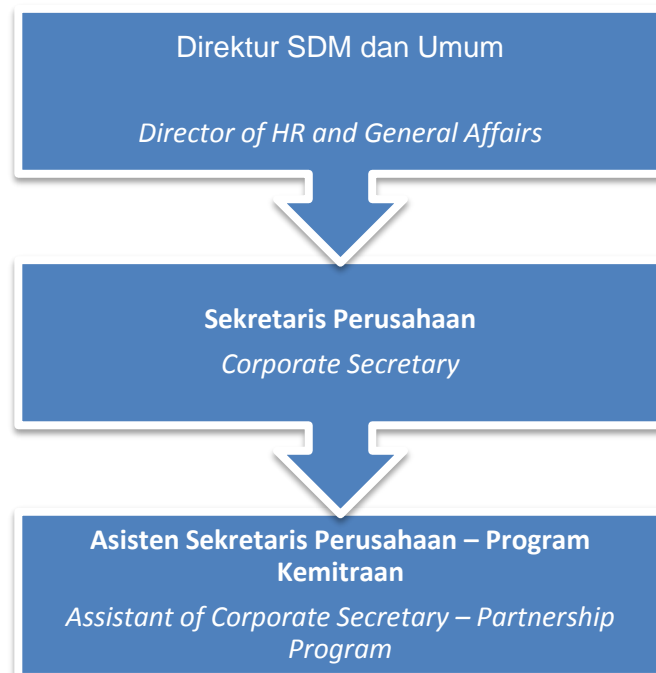 Direktur SDM dan Umum
Director of HR and General Affairs
Sekretaris Perusahaan
Corporate Secretary
Asisten Sekretaris Perusahaan – Program
Kemitraan
Assistant of Corporate Secretary – Partnership
Program